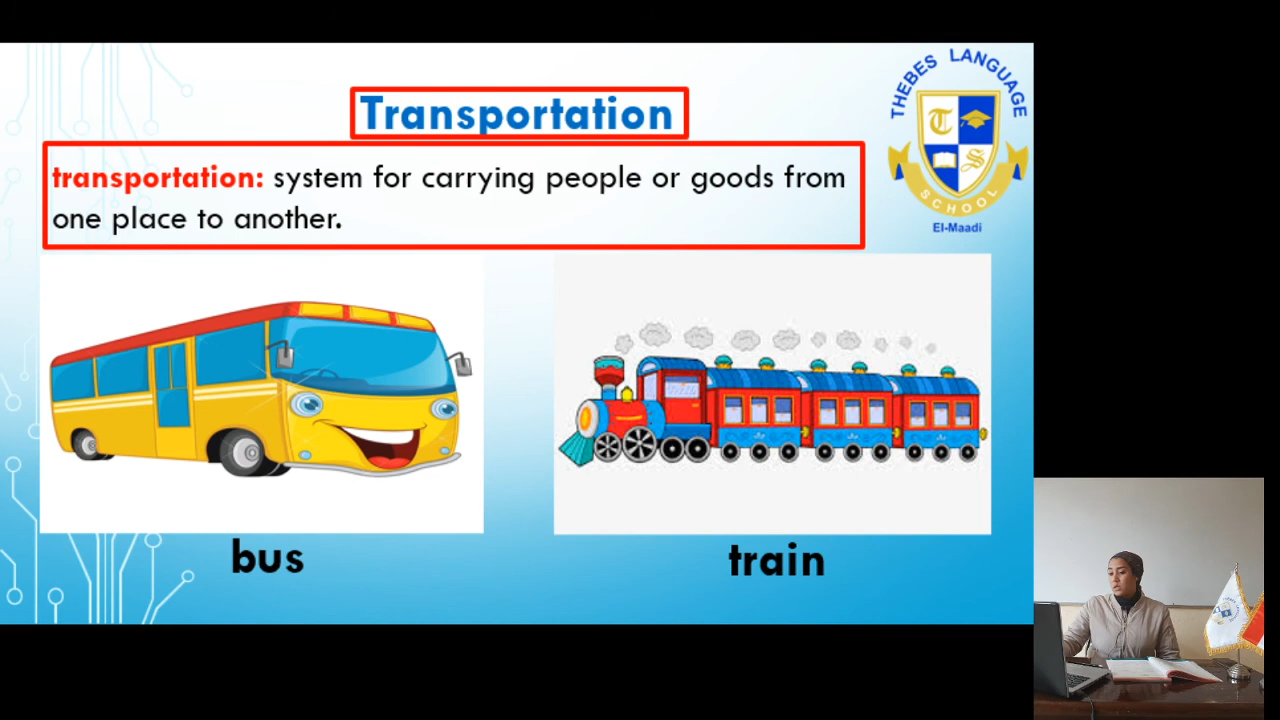 THEBES LANGUAGE
Transportation
transportation: system for carrying people or goods from
one place to another.
T
S
SCHOOL
El-Maadi
bus
train